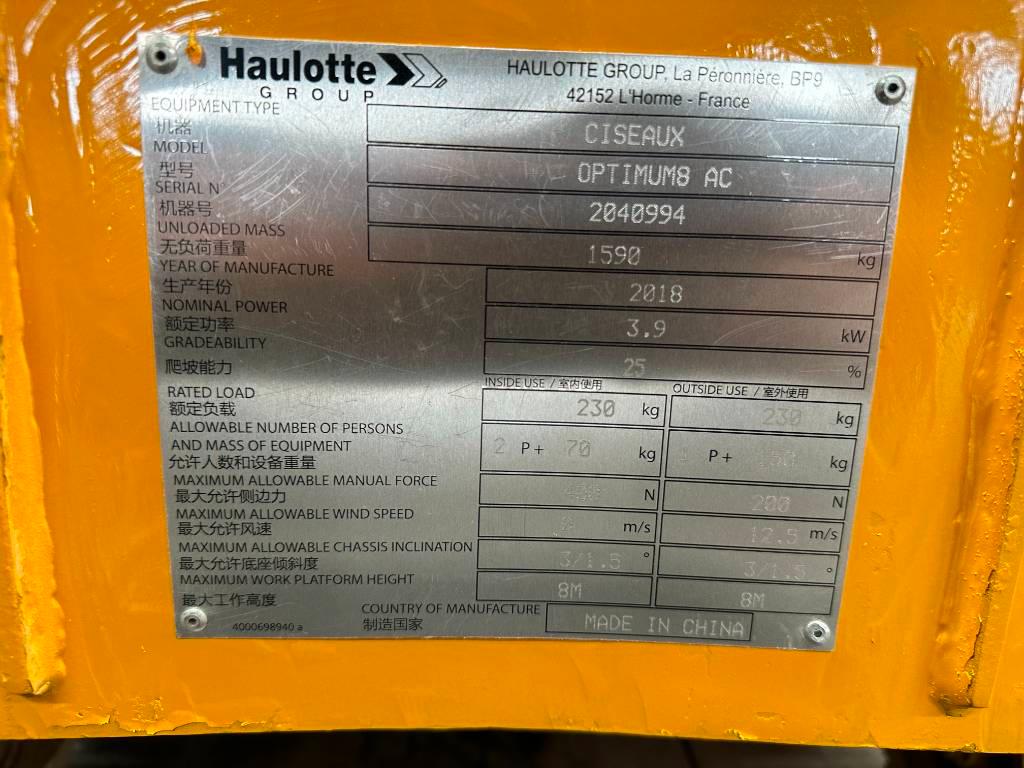 Haulotte
GROUP
HAULOTTE GROUP, La Péronnière, BP9
42152 L'Horme - France
EQUIPMENT TYPE
机器
CISEAUX
MODEL
型号
OPTIMUM8 AC
SERIAL N
机器号
2040994
UNLOADED MASS
无负荷重量
1590 kg
YEAR OF MANUFACTURE
生产年份
2018
NOMINAL POWER
额定功率
3.9 kW
GRADEABILITY
爬坡能力
25 %
INSIDE USE / 室内使用
OUTSIDE USE / 室外使用
RATED LOAD
额定负载
230 kg
230 kg
ALLOWABLE NUMBER OF PERSONS
AND MASS OF EQUIPMENT
允许人数和设备重量
2 P + 70 kg
P + kg
MAXIMUM ALLOWABLE MANUAL FORCE
最大允许侧边力
N
200 N
MAXIMUM ALLOWABLE WIND SPEED
最大允许风速
m/s
12.5 m/s
MAXIMUM ALLOWABLE CHASSIS INCLINATION
最大允许底座倾斜度
3/1.5 °
3/1.5 °
MAXIMUM WORK PLATFORM HEIGHT
最大工作高度
8M
8M
COUNTRY OF MANUFACTURE
制造国家
MADE IN CHINA
4000698940 a